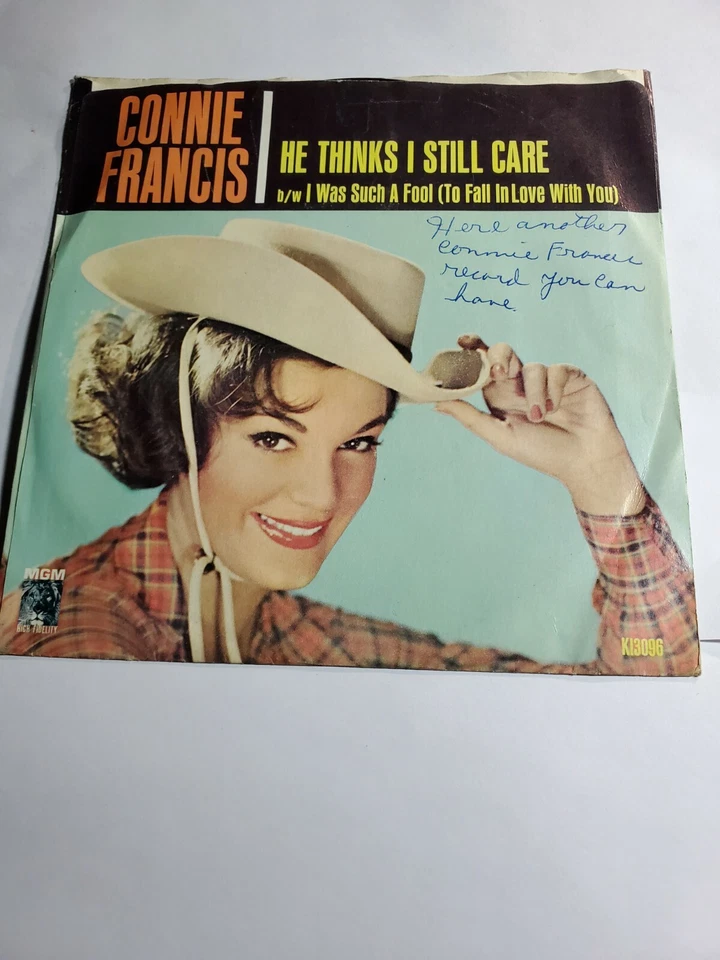 CONNIE
FRANCIS
HE THINKS I STILL CARE
b/w I Was Such A Fool (To Fall In Love With You)
Here another
Connie Francis
record you can
have.
MGM
HIGH FIDELITY
K13096